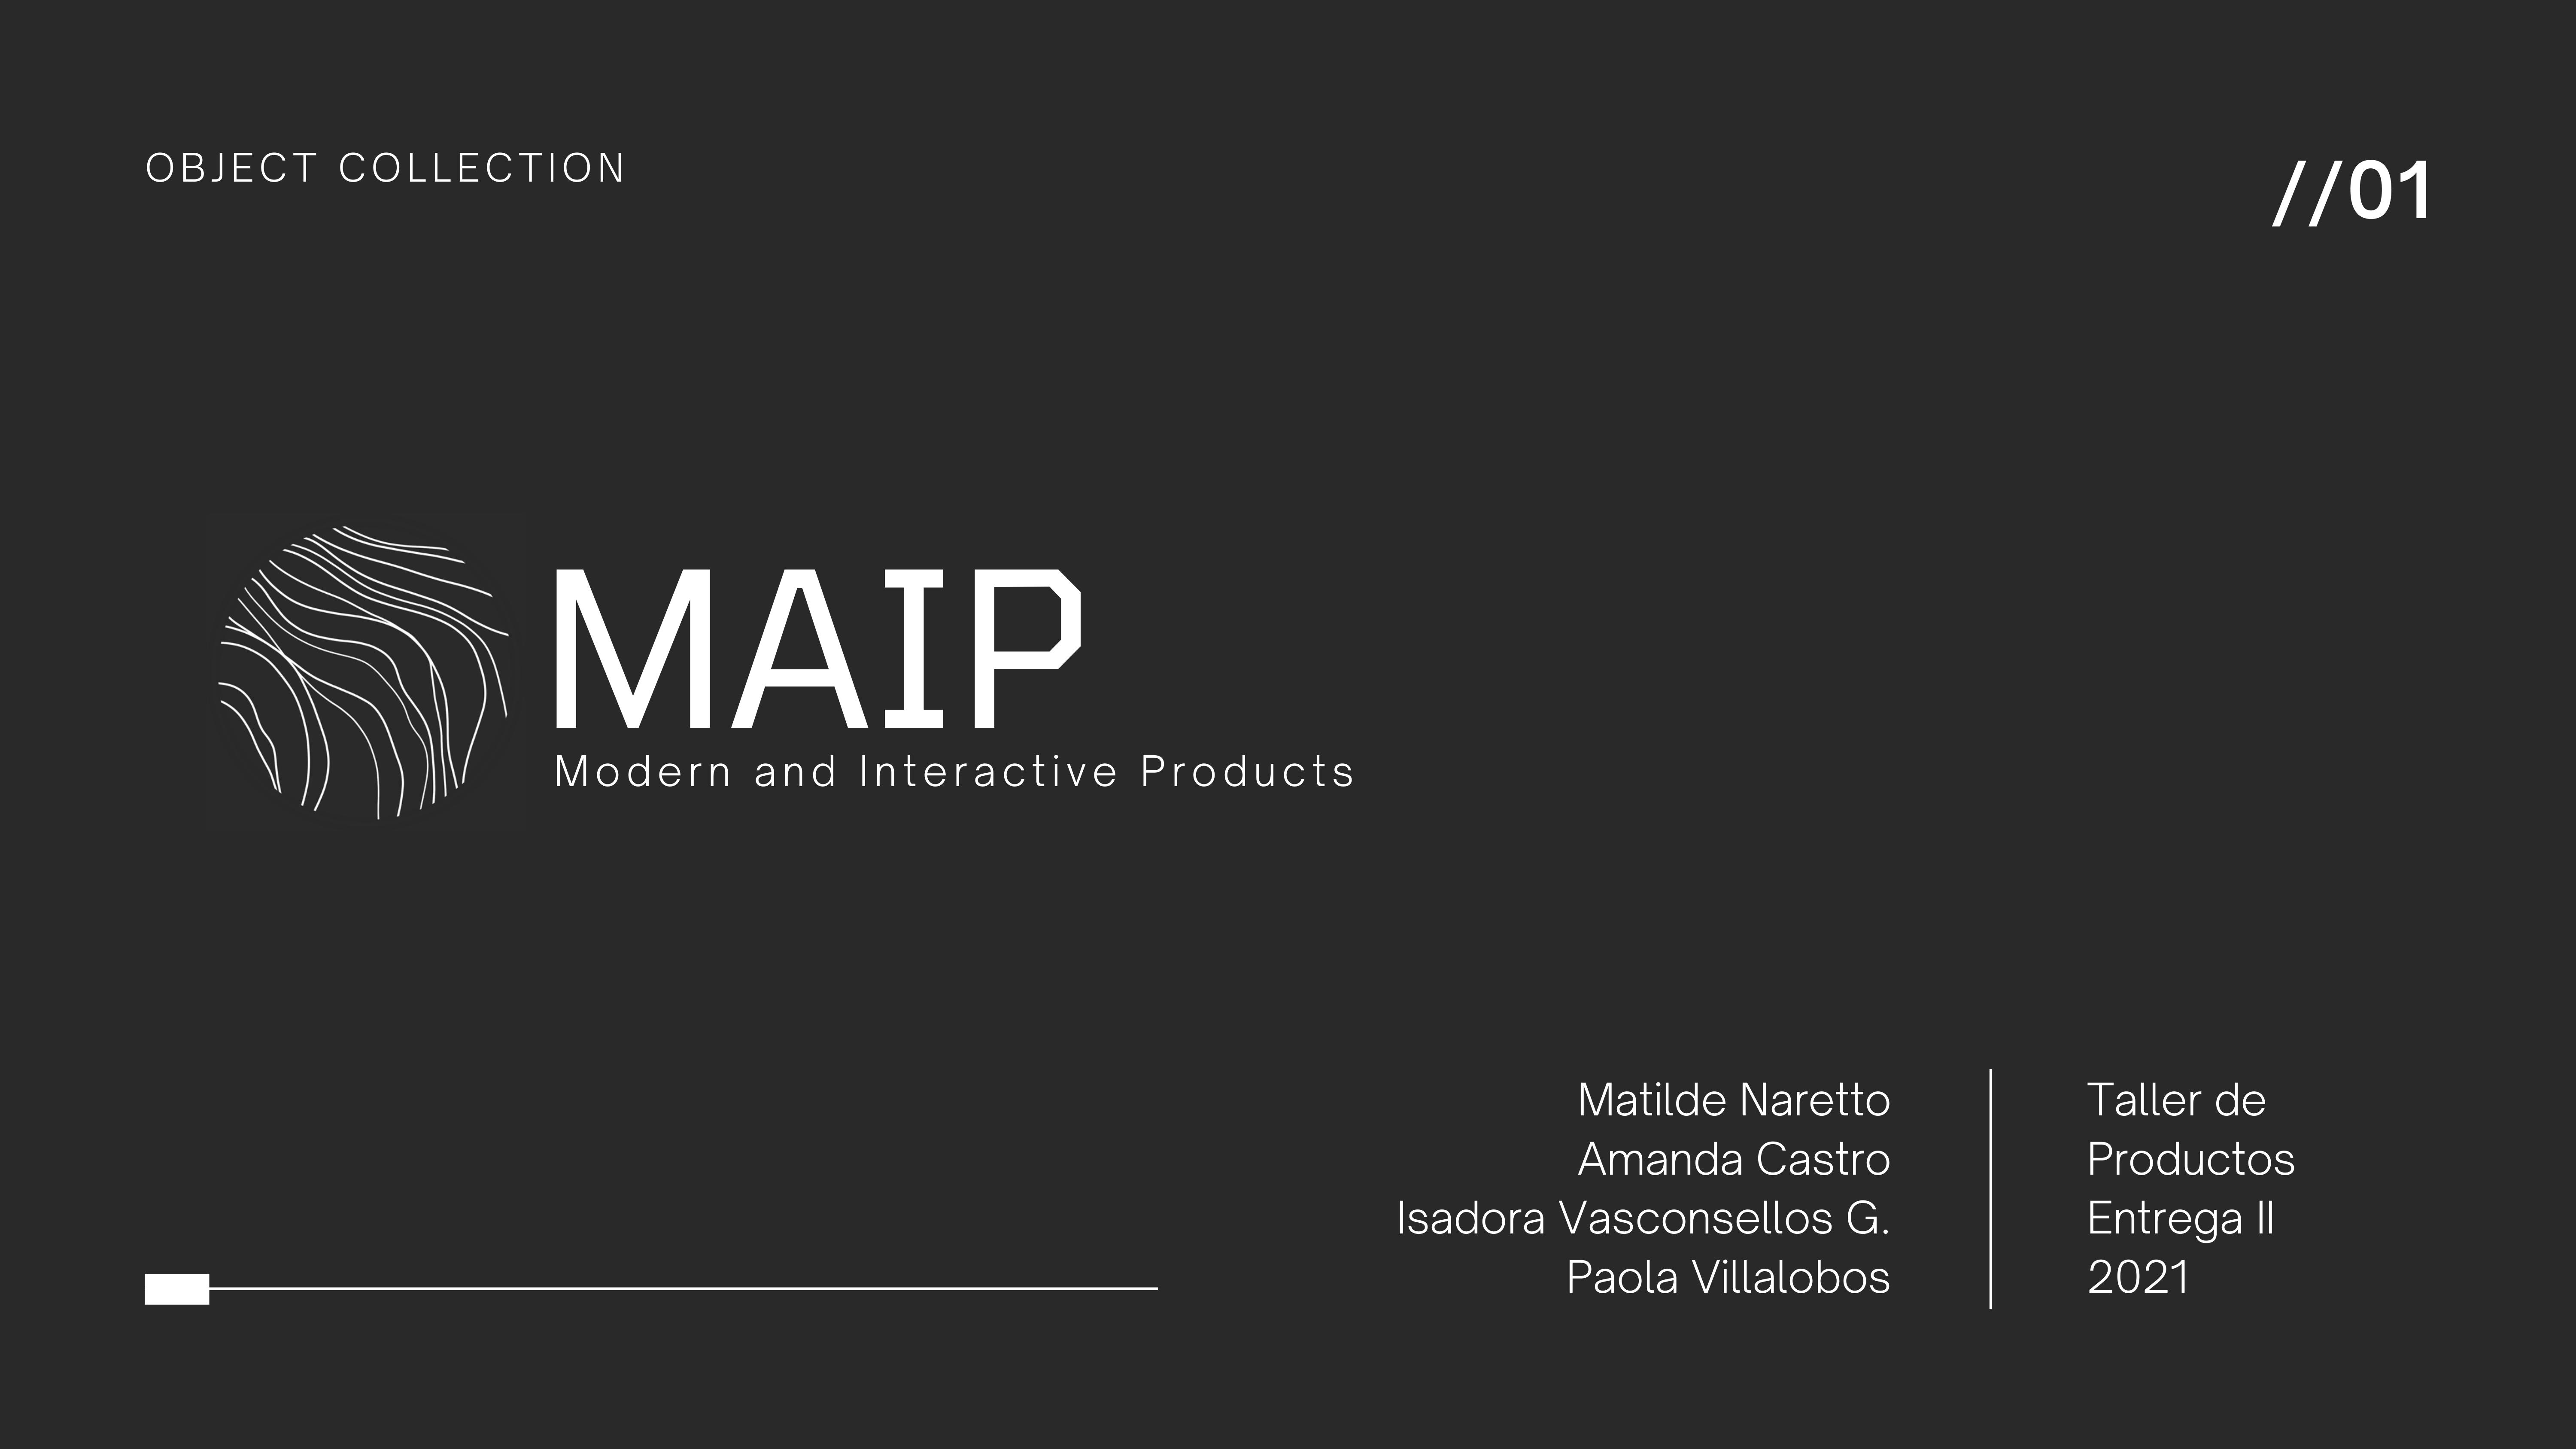 OBJECT COLLECTION
//01
MAIP
Modern and Interactive Products
Matilde Naretto
Amanda Castro
Isadora Vasconsellos G.
Paola Villalobos
Taller de
Productos
Entrega II
2021